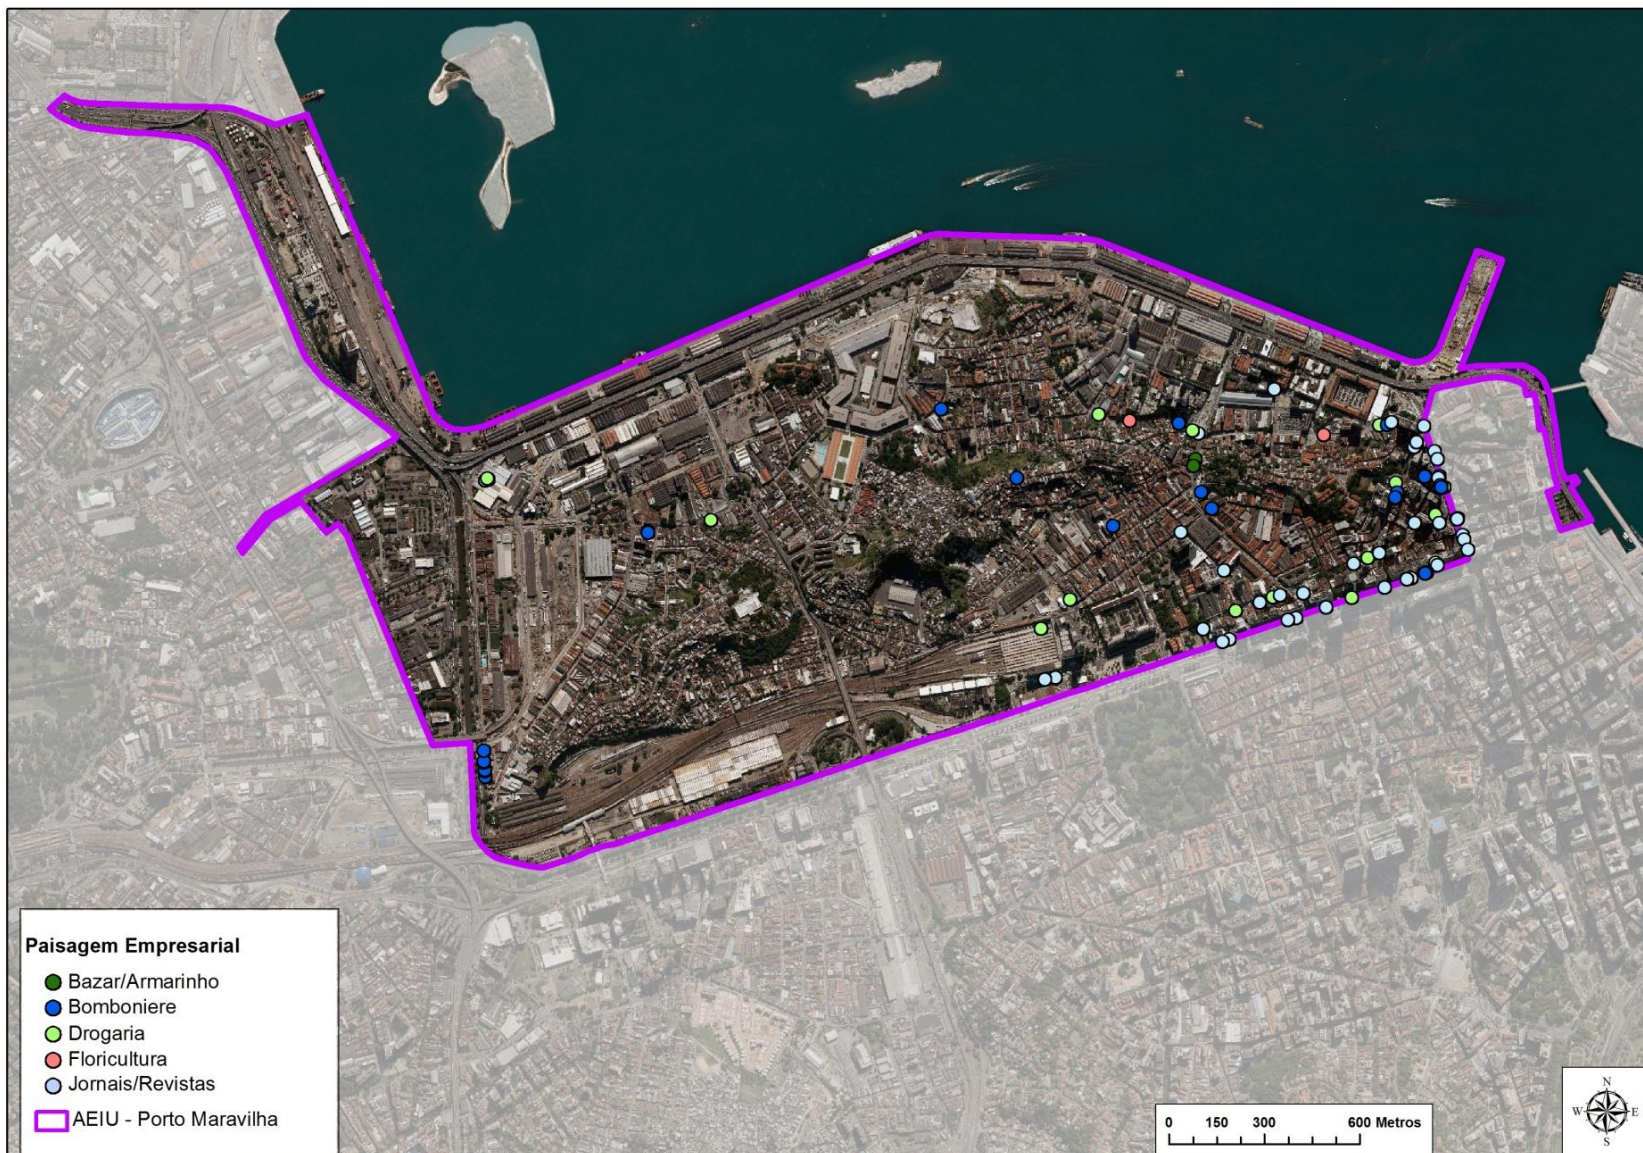 Paisagem Empresarial
Bazar/Armarinho
Bomboniere
Drogaria
Floricultura
Jornais/Revistas
AEIU - Porto Maravilha
0 150 300 600 Metros
N
W E
S